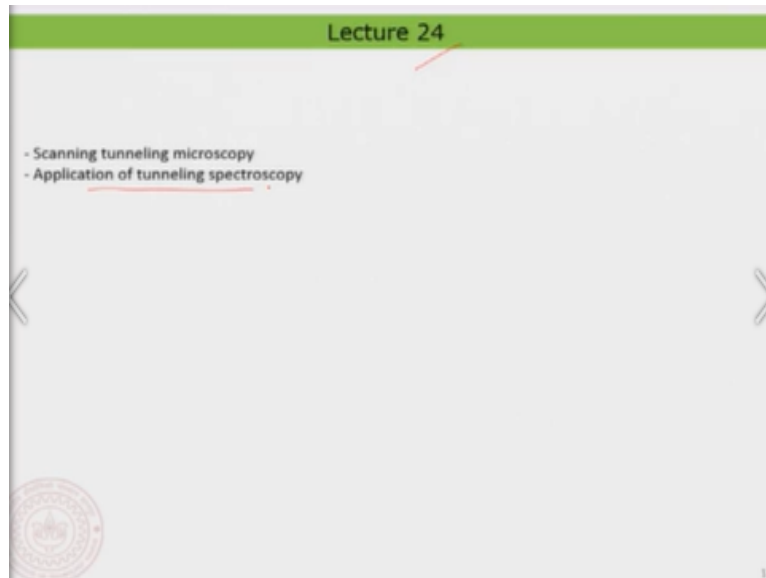 Lecture 24
- Scanning tunneling microscopy
- Application of tunneling spectroscopy